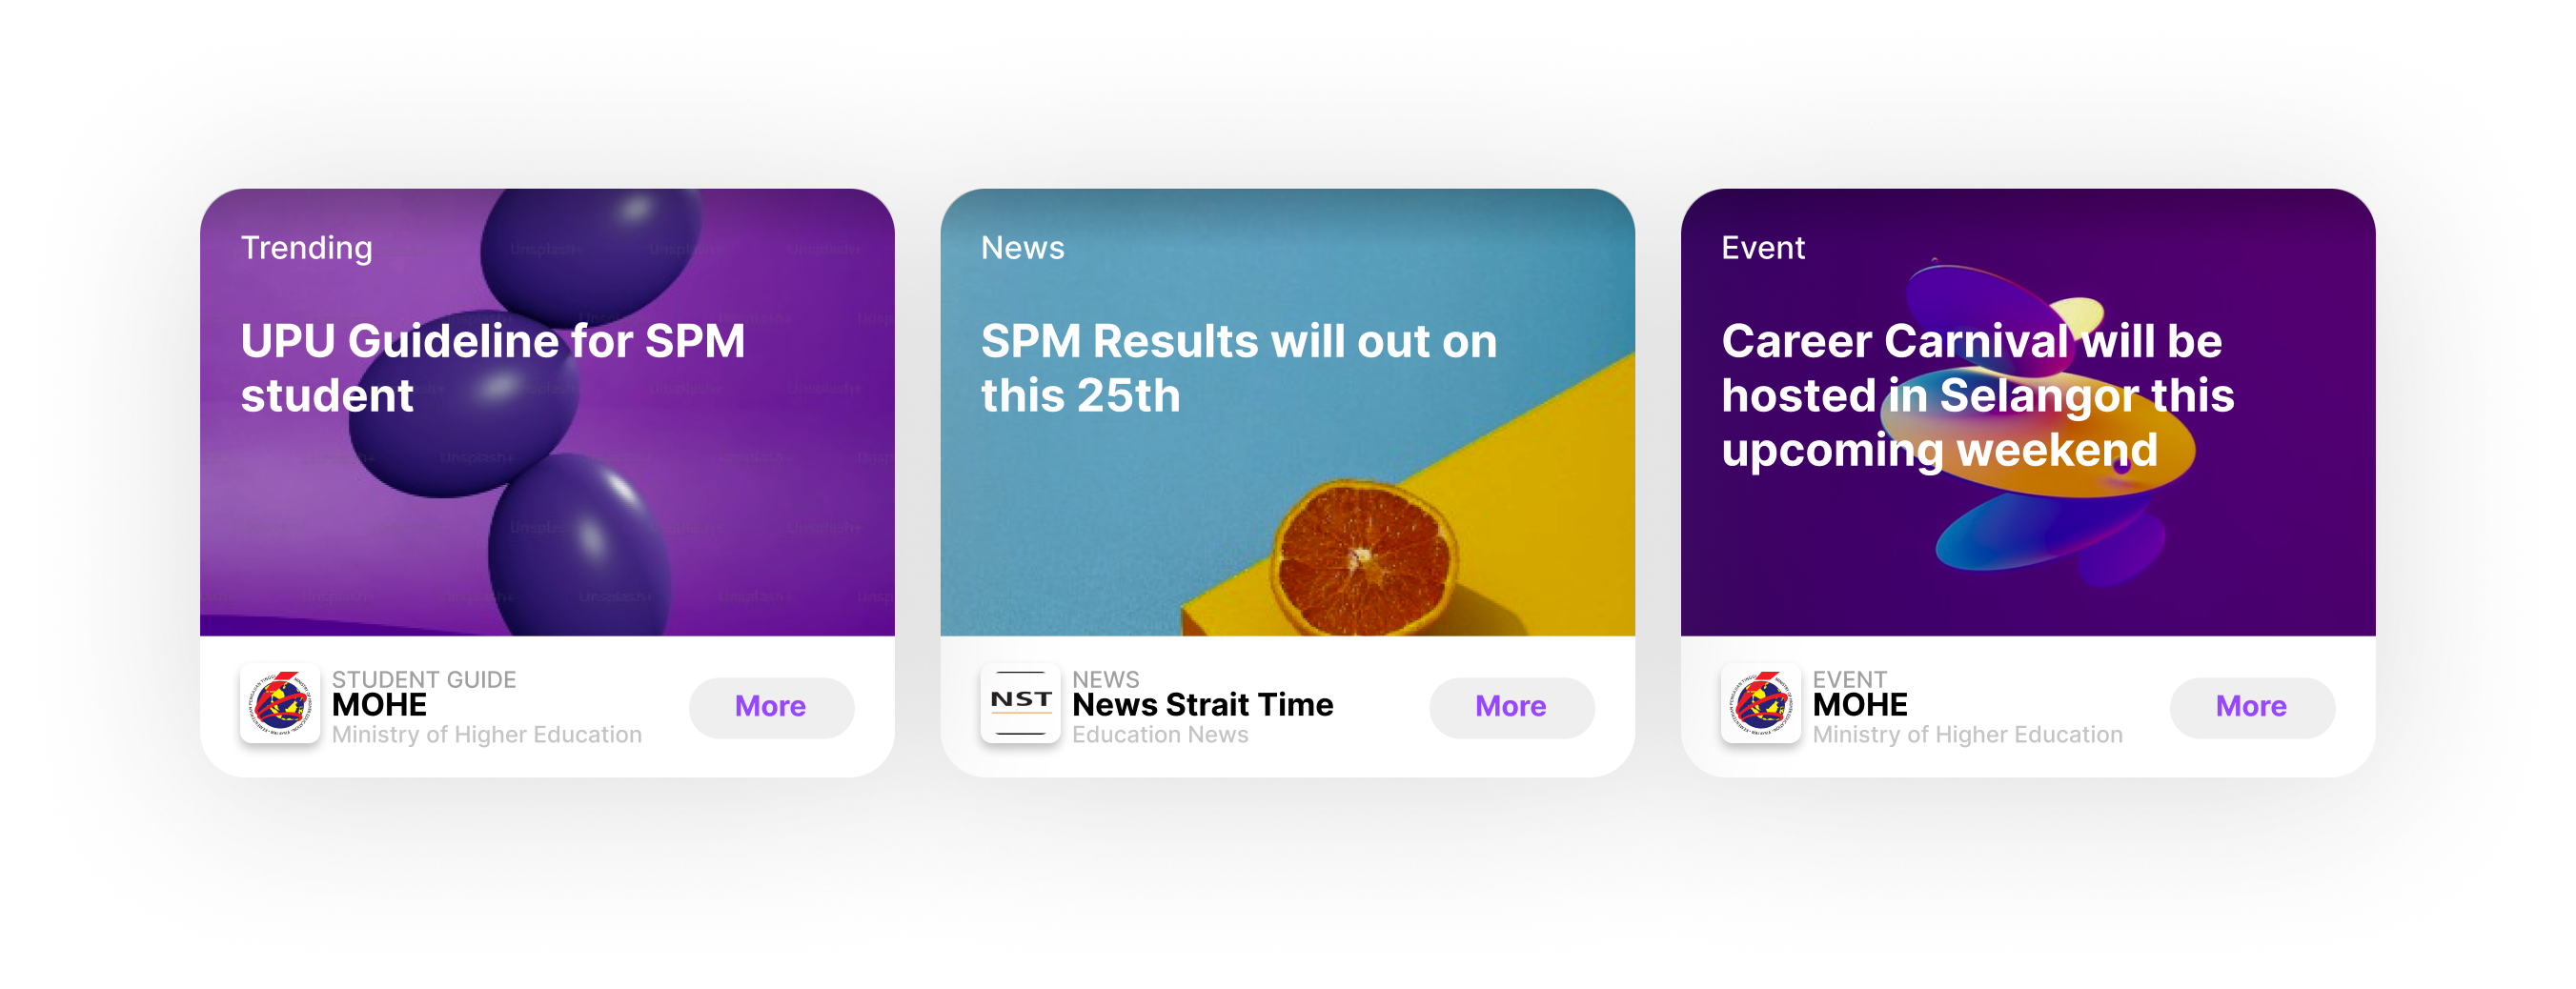 Trending
UPU Guideline for SPM
student
STUDENT GUIDE
MOHE
Ministry of Higher Education
More
News
SPM Results will out on
this 25th
NST
NEWS
News Strait Time
Education News
More
Event
Career Carnival will be
hosted in Selangor this
upcoming weekend
EVENT
MOHE
Ministry of Higher Education
More